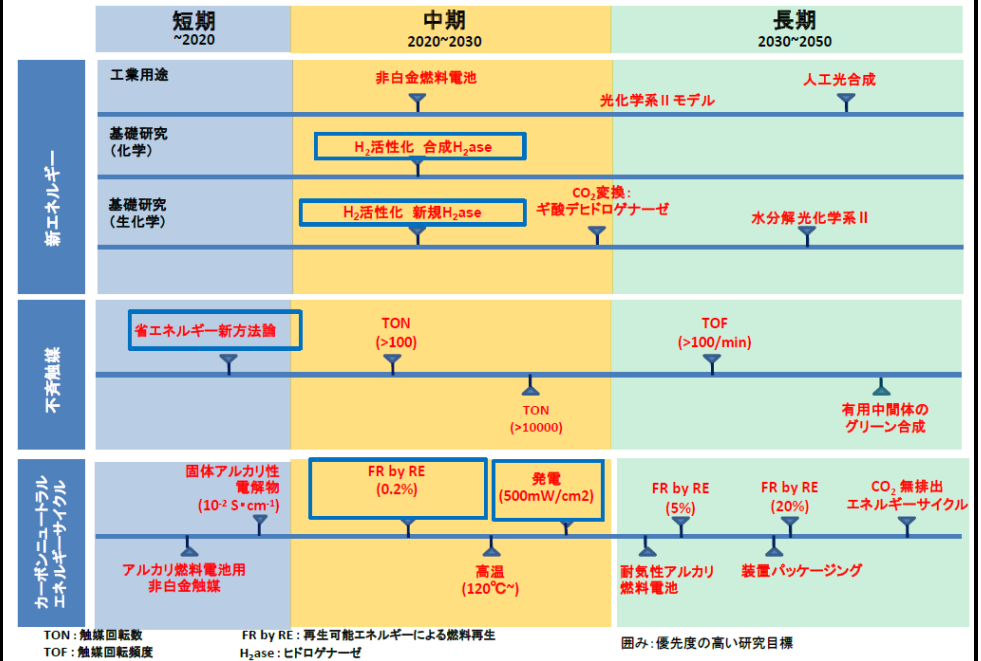 短期
~2020
中期
2020~2030
長期
2030~2050
新エネルギー
工業用途
非白金燃料電池
光化学系Ⅱ モデル
人工光合成
基礎研究
（化学）
H₂活性化 合成H₂ase
基礎研究
（生化学）
H₂活性化 新規H₂ase
CO₂変換：
ギ酸デヒドロゲナーゼ
水分解 光化学系Ⅱ
不斉触媒
省エネルギー新方法論
TON
(>100)
TON
(>10000)
TOF
(>100/min)
有用中間体の
グリーン合成
カーボンニュートラル
エネルギーサイクル
固体アルカリ性
電解物
(10⁻² S・cm⁻¹)
アルカリ燃料電池用
非白金触媒
FR by RE
(0.2%)
高温
(120℃~)
発電
(500mW/cm2)
耐気性アルカリ
燃料電池
FR by RE
(5%)
装置パッケージング
FR by RE
(20%)
CO₂ 無排出
エネルギーサイクル
TON：触媒回転数
TOF：触媒回転頻度
FR by RE：再生可能エネルギーによる燃料再生
H₂ase：ヒドロゲナーゼ
囲み：優先度の高い研究目標